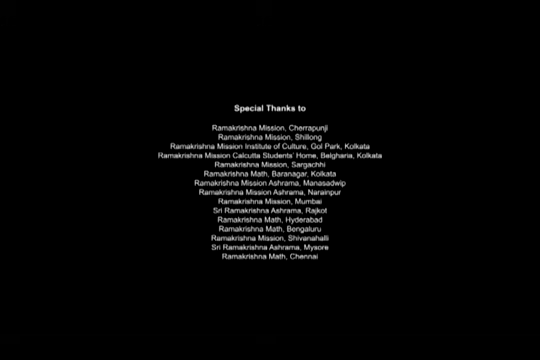 Special Thanks to
Ramakrishna Mission, Cherrapunji
Ramakrishna Mission, Shillong
Ramakrishna Mission Institute of Culture, Gol Park, Kolkata
Ramakrishna Mission Calcutta Students' Home, Belgharia, Kolkata
Ramakrishna Mission, Sargachhi
Ramakrishna Math, Baranagar, Kolkata
Ramakrishna Mission Ashrama, Manasadwip
Ramakrishna Mission Ashrama, Narainpur
Ramakrishna Mission, Mumbai
Sri Ramakrishna Ashrama, Rajkot
Ramakrishna Math, Hyderabad
Ramakrishna Math, Bengaluru
Ramakrishna Mission, Shivanahalli
Sri Ramakrishna Ashrama, Mysore
Ramakrishna Math, Chennai